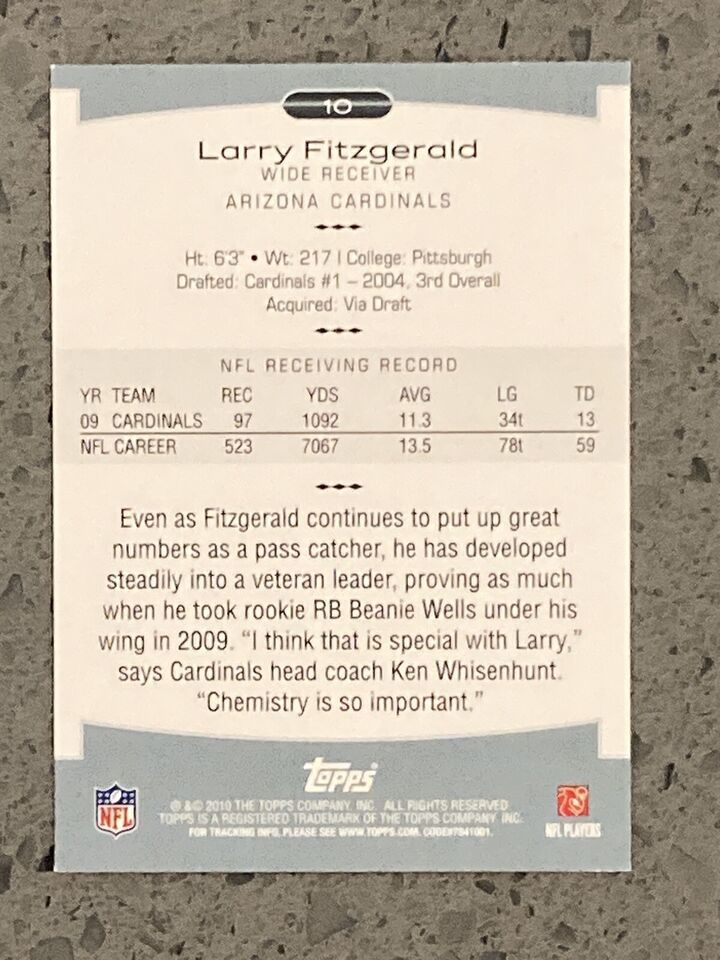 10
Larry Fitzgerald
WIDE RECEIVER
ARIZONA CARDINALS
Ht: 6'3" • Wt: 217 | College: Pittsburgh
Drafted: Cardinals #1 – 2004, 3rd Overall
Acquired: Via Draft
NFL RECEIVING RECORD
YR TEAM REC YDS AVG LG TD
09 CARDINALS 97 1092 11.3 34t 13
NFL CAREER 523 7067 13.5 78t 59
Even as Fitzgerald continues to put up great
numbers as a pass catcher, he has developed
steadily into a veteran leader, proving as much
when he took rookie RB Beanie Wells under his
wing in 2009. “I think that is special with Larry,”
says Cardinals head coach Ken Whisenhunt.
“Chemistry is so important.”
Topps
NFL
® & © 2010 THE TOPPS COMPANY, INC. ALL RIGHTS RESERVED
TOPPS IS A REGISTERED TRADEMARK OF THE TOPPS COMPANY, INC.
FOR TRACKING INFO, PLEASE SEE WWW.TOPPS.COM. CODE#7841001.
NFL PLAYERS